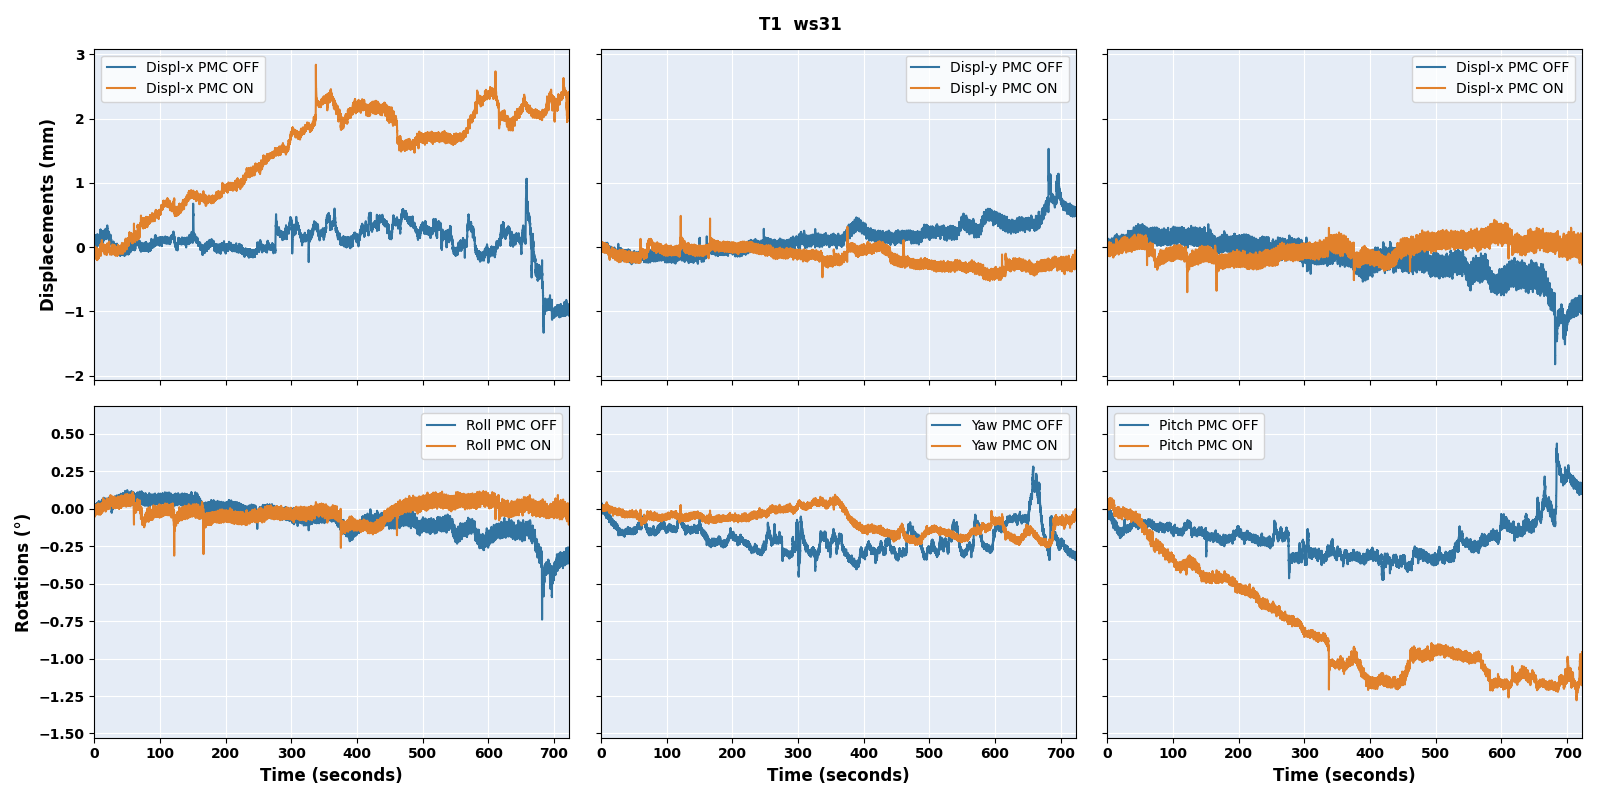 T1 ws31
Displacements (mm)
3
2
1
0
−1
−2
Displ-x PMC OFF
Displ-x PMC ON
0 100 200 300 400 500 600 700
Displ-y PMC OFF
Displ-y PMC ON
Displ-x PMC OFF
Displ-x PMC ON
Rotations (°)
0.50
0.25
0.00
−0.25
−0.50
−0.75
−1.00
−1.25
−1.50
Roll PMC OFF
Roll PMC ON
Time (seconds)
Yaw PMC OFF
Yaw PMC ON
0 100 200 300 400 500 600 700
Time (seconds)
Pitch PMC OFF
Pitch PMC ON
0 100 200 300 400 500 600 700
Time (seconds)